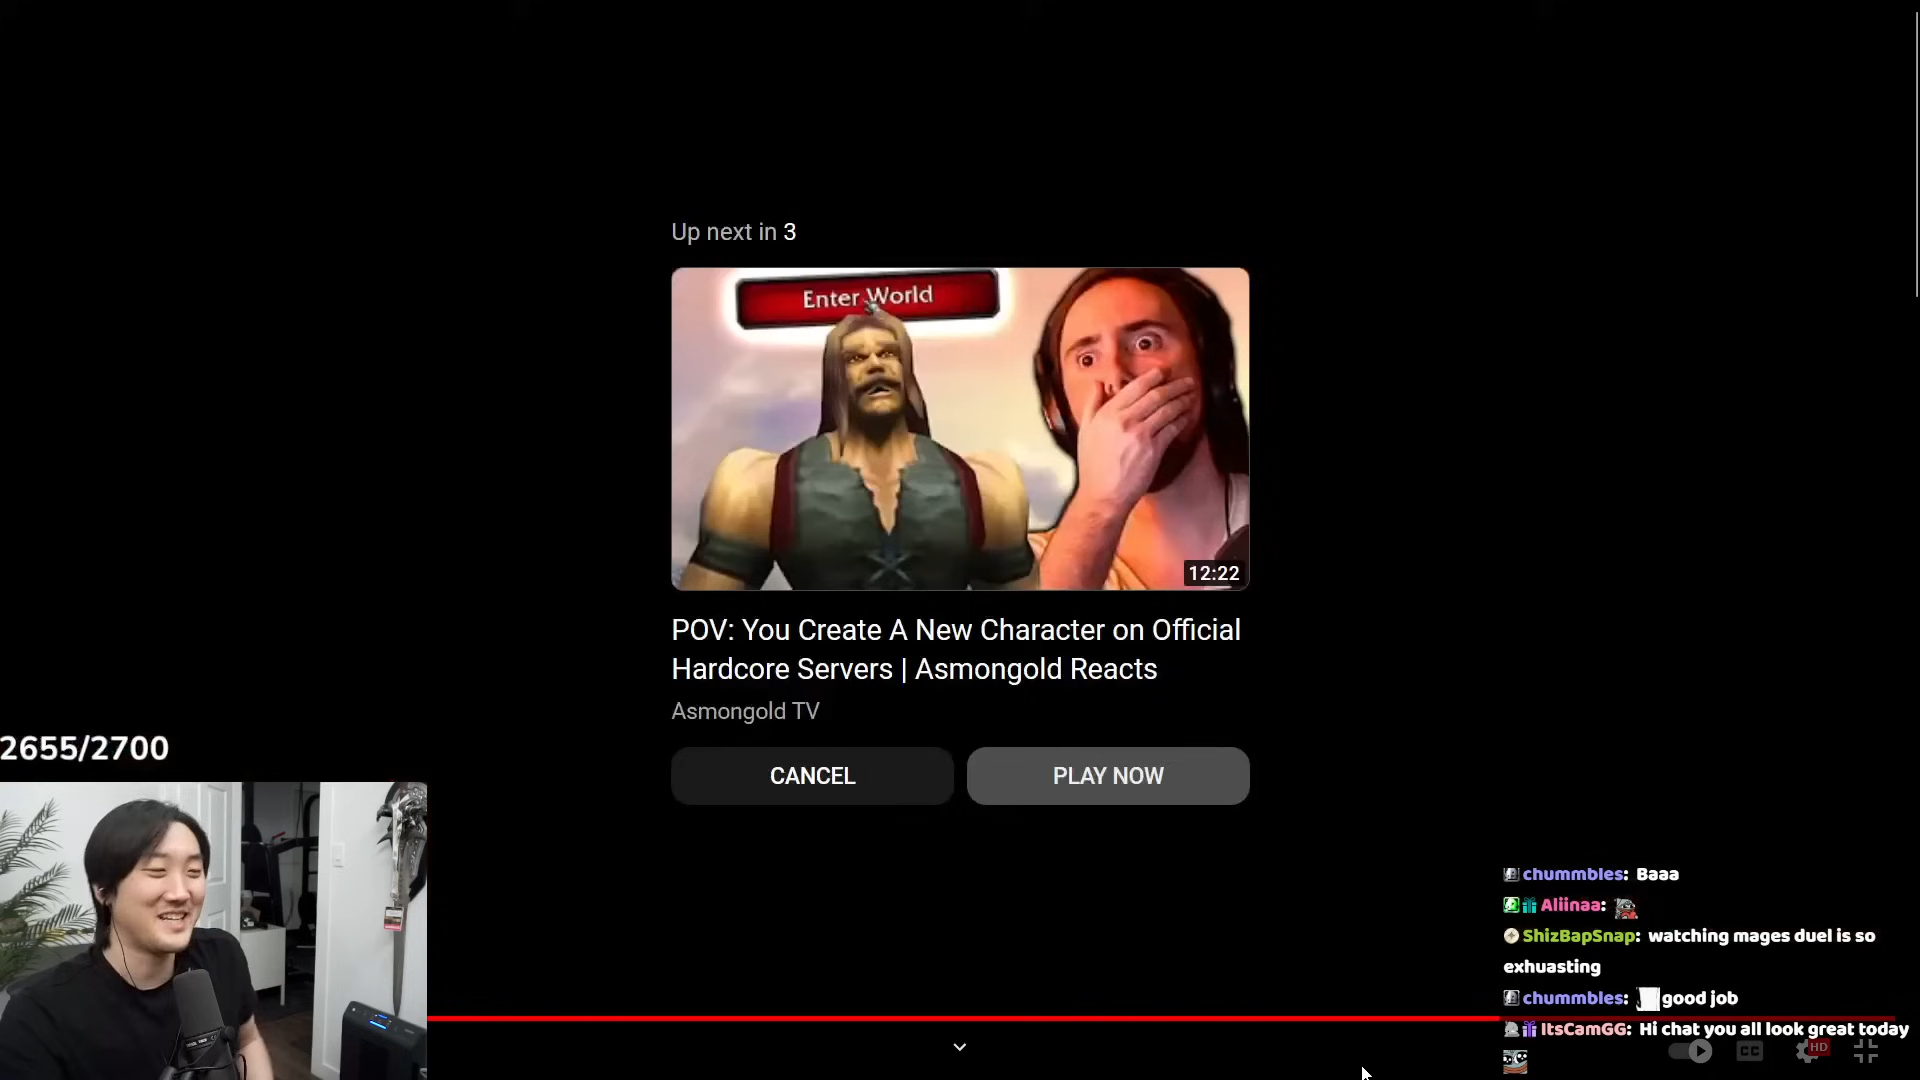 Up next in 3
Enter World
12:22
POV: You Create A New Character on Official
Hardcore Servers | Asmongold Reacts
Asmongold TV
CANCEL
PLAY NOW
2655/2700
chummbles: Baaa
Aliinaa:
ShizBapSnap: watching mages duel is so
exhuasting
chummbles: good job
ItsCamGG: Hi chat you all look great today
CC
HD